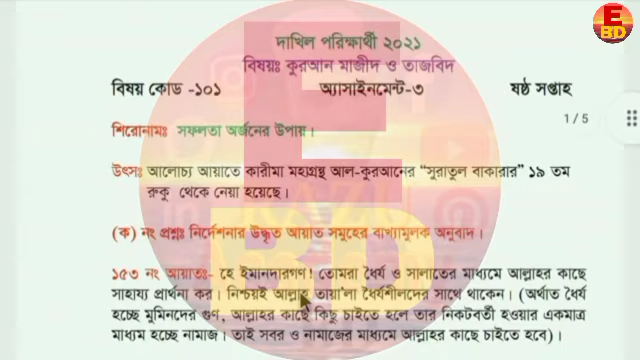 E
BD
দাখিল পরিক্ষার্থী ২০২১
বিষয়ঃ কুরআন মাজীদ ও তাজবিদ
বিষয় কোড -১০১ অ্যাসাইনমেন্ট-৩ ষষ্ঠ সপ্তাহ
1 / 5
শিরোনামঃ সফলতা অর্জনের উপায়।
উৎসঃ আলোচ্য আয়াতে কারীমা মহাগ্রন্থ আল-কুরআনের “সুরাতুল বাকারার” ১৯ তম
রুকু থেকে নেয়া হয়েছে।
(ক) নং প্রশ্নঃ নির্দেশনার উদ্ধৃত আয়াত সমুহের ব্যাখ্যামুলক অনুবাদ।
১৫৩ নং আয়াতঃ- হে ইমানদারগণ! তোমরা ধৈর্য ও সালাতের মাধ্যমে আল্লাহর কাছে
সাহায্য প্রার্থনা কর। নিশ্চয়ই আল্লাহ তায়া'লা ধৈর্যশীলদের সাথে থাকেন। (অর্থাত ধৈর্য
হচ্ছে মুমিনদের গুণ, আল্লাহর কাছে কিছু চাইতে হলে তার নিকটবর্তী হওয়ার একমাত্র
মাধ্যম হচ্ছে নামাজ। তাই সবর ও নামাজের মাধ্যমে আল্লাহর কাছে চাইতে হবে)।
E
BD